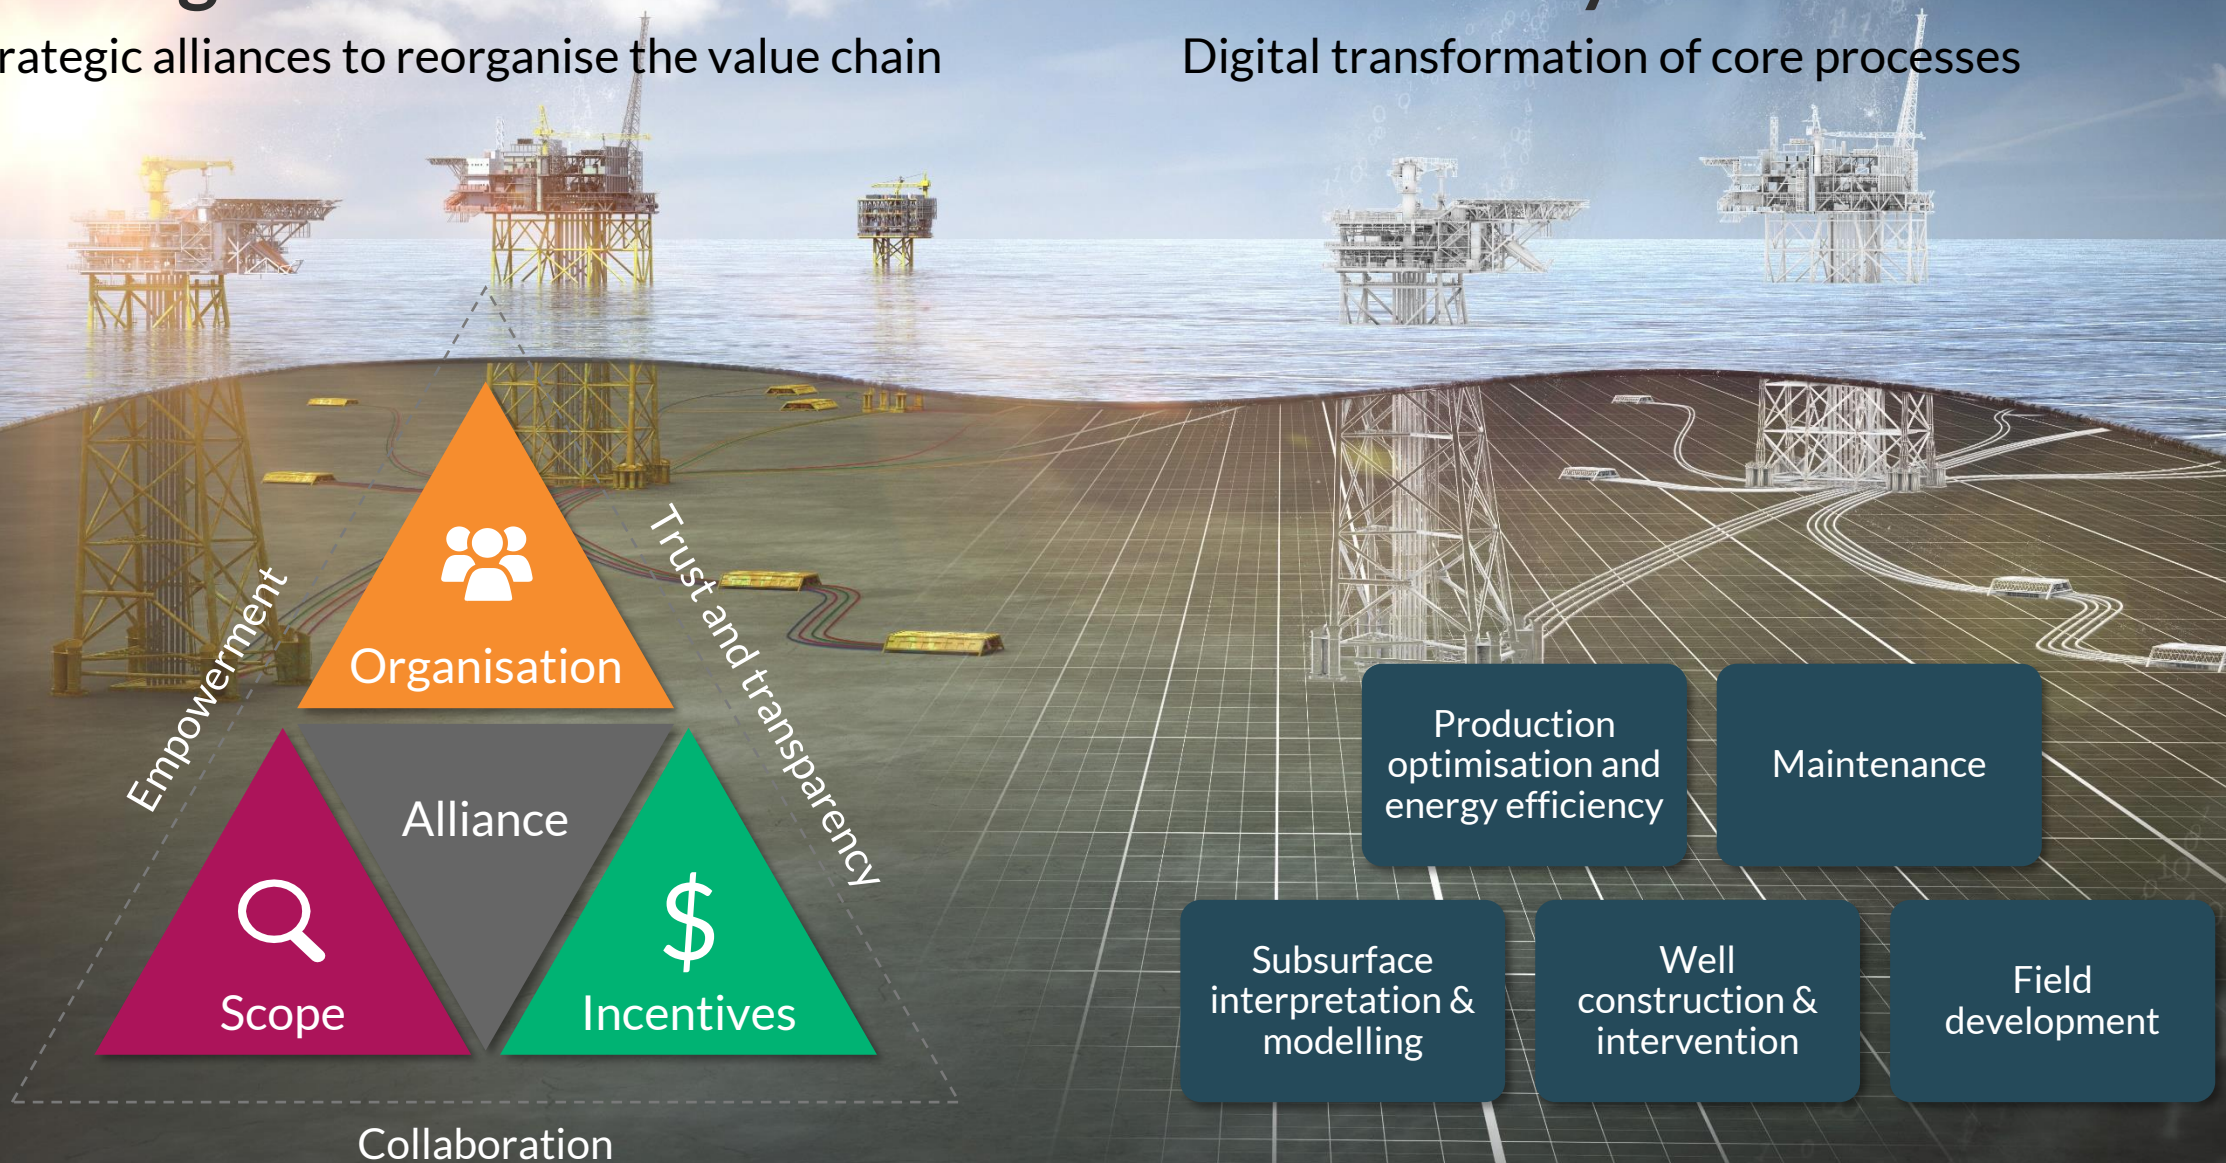 rategic alliances to reorganise the value chain
Digital transformation of core processes
Organisation
Empowerment
Trust and transparency
Alliance
Scope
$
Incentives
Collaboration
Production
optimisation and
energy efficiency
Maintenance
Subsurface
interpretation &
modelling
Well
construction &
intervention
Field
development